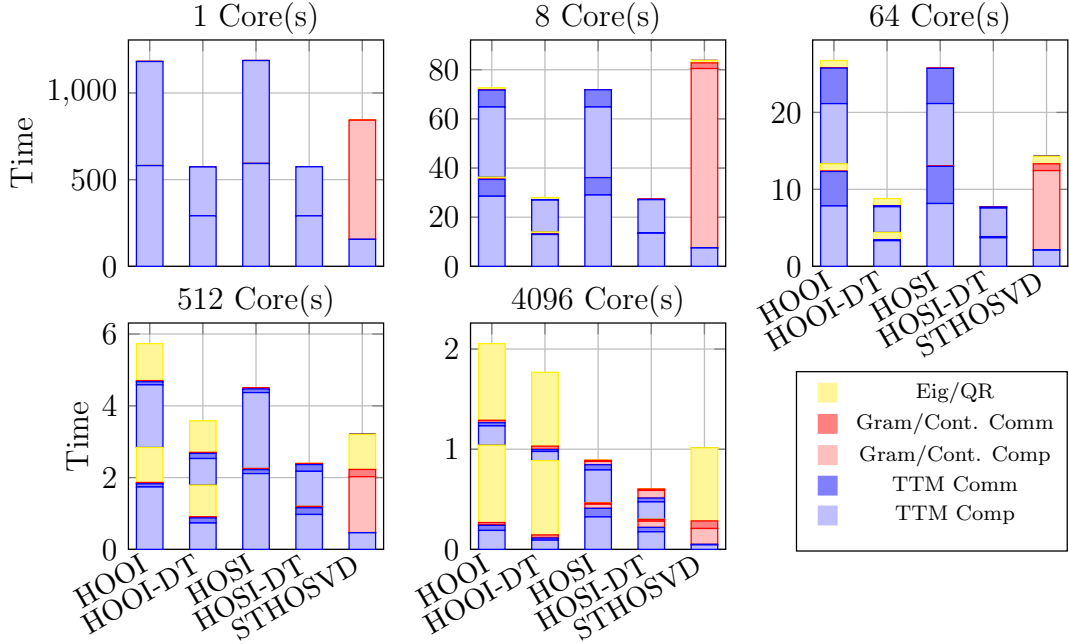 1 Core(s)
8 Core(s)
64 Core(s)
Time
1,000
500
0
80
60
40
20
0
20
10
0
HOOI
HOOI-DT
HOSI
HOSI-DT
STHOSVD
512 Core(s)
4096 Core(s)
Time
6
4
2
0
2
1
0
HOOI
HOOI-DT
HOSI
HOSI-DT
STHOSVD
HOOI
HOOI-DT
HOSI
HOSI-DT
STHOSVD
Eig/QR
Gram/Cont. Comm
Gram/Cont. Comp
TTM Comm
TTM Comp